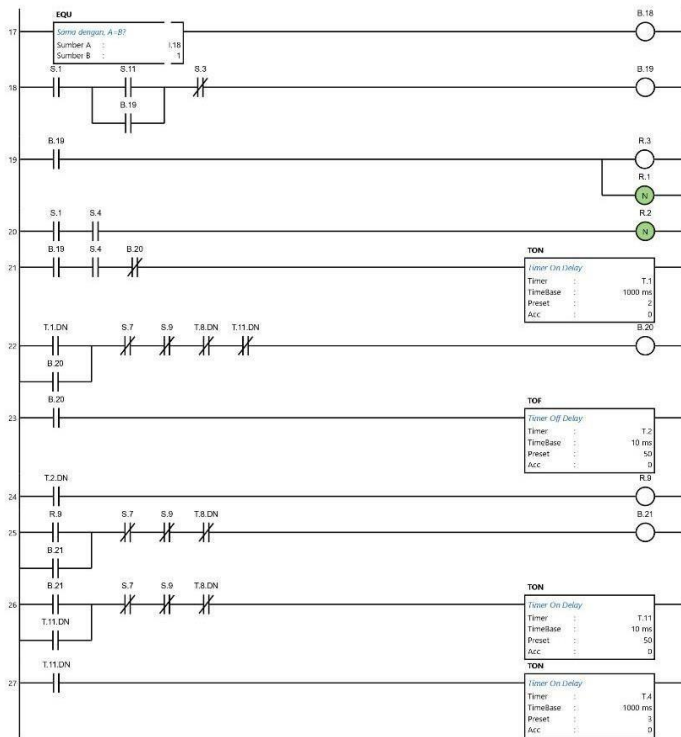 EQU
B.18
17
Sama dengan, A=B?
Sumber A : I.18
Sumber B : 1
S.1 S.11 S.3 B.19
18
B.19
B.19 R.3
19
R.1
N
S.1 S.4 R.2
20 N
B.19 S.4 B.20 TON
21
Timer On Delay
Timer : T.1
TimeBase : 1000 ms
Preset : 2
Acc : 0
T.1.DN S.7 S.9 T.8.DN T.11.DN B.20
22
B.20
B.20 TOF
23
Timer Off Delay
Timer : T.2
TimeBase : 10 ms
Preset : 50
Acc : 0
T.2.DN R.9
24
R.9 S.7 S.9 T.8.DN B.21
25
B.21
B.21 S.7 S.9 T.8.DN TON
26
Timer On Delay
T.11.DN
Timer : T.11
TimeBase : 10 ms
Preset : 50
Acc : 0
T.11.DN TON
27
Timer On Delay
Timer : T.4
TimeBase : 1000 ms
Preset : 3
Acc : 0